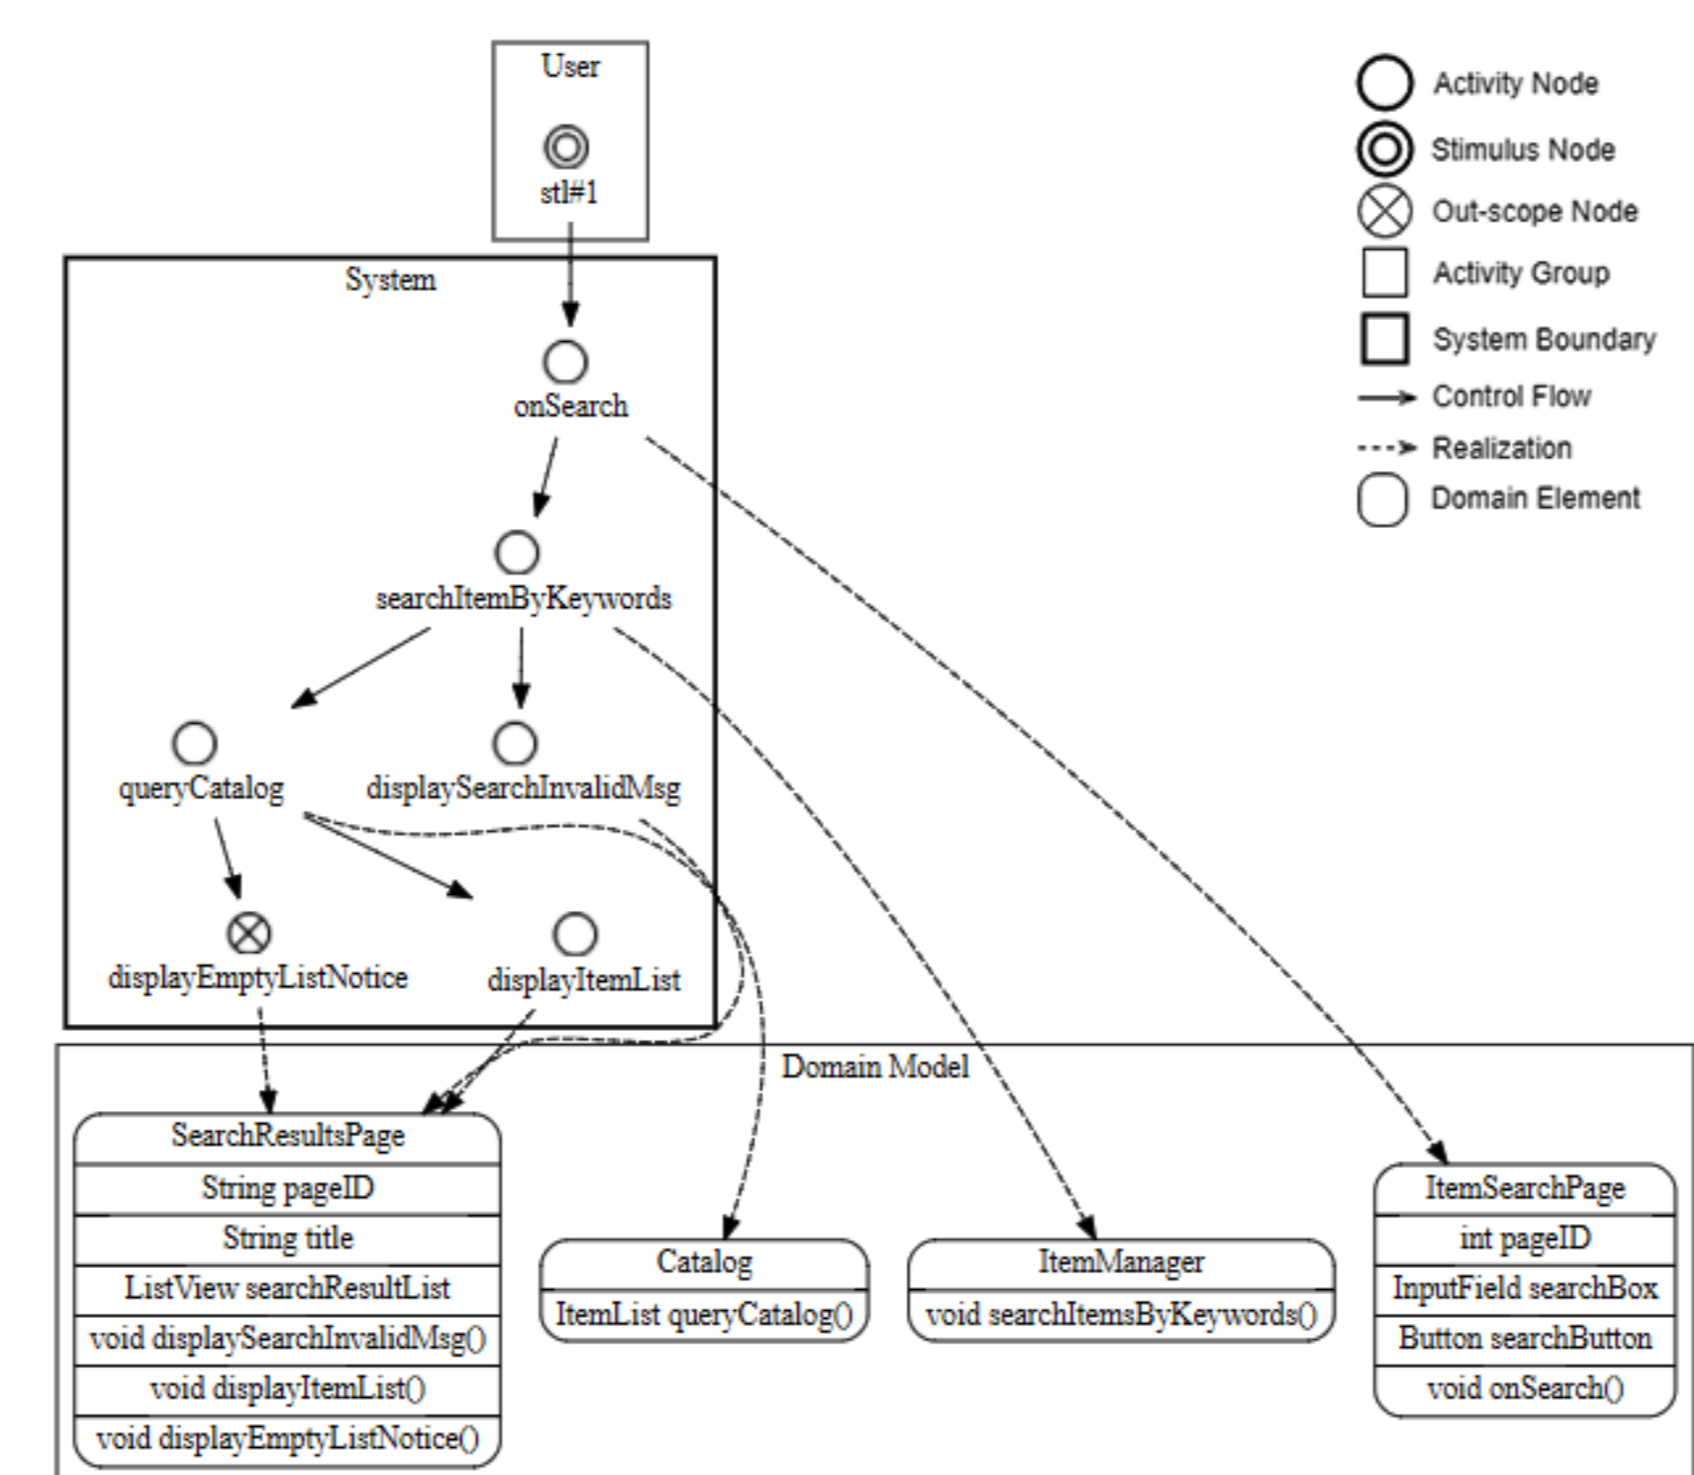 User
stl#1
System
onSearch
searchItemByKeywords
queryCatalog
displaySearchInvalidMsg
displayEmptyListNotice
displayItemList
Activity Node
Stimulus Node
Out-scope Node
Activity Group
System Boundary
Control Flow
Realization
Domain Element
Domain Model
SearchResultsPage
String pageID
String title
ListView searchResultList
void displaySearchInvalidMsg()
void displayItemList()
void displayEmptyListNotice()
Catalog
ItemList queryCatalog()
ItemManager
void searchItemsByKeywords()
ItemSearchPage
int pageID
InputField searchBox
Button searchButton
void onSearch()